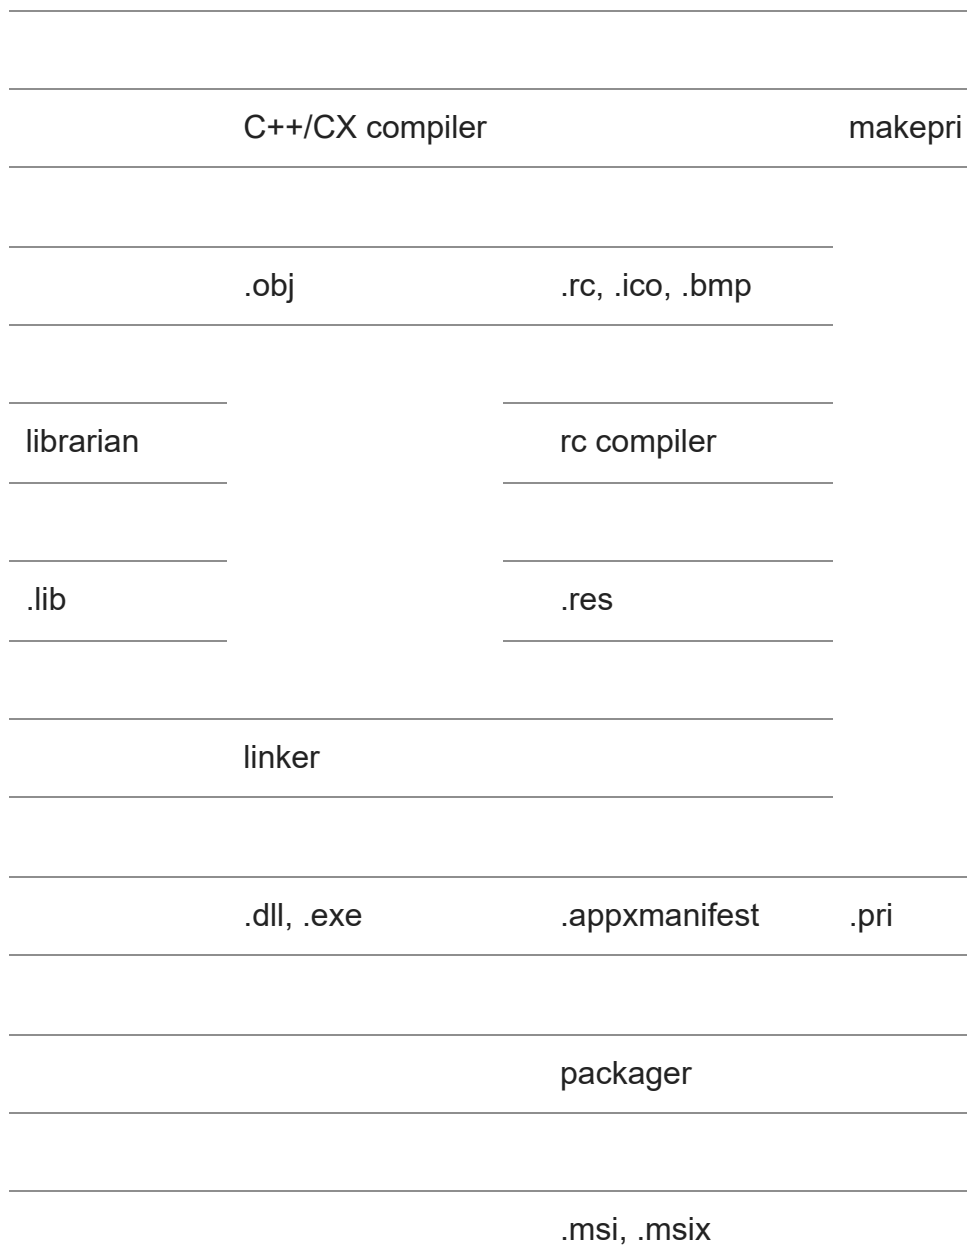 C++/CX compiler makepri
.obj .rc, .ico, .bmp
librarian rc compiler
.lib .res
linker
.dll, .exe .appxmanifest .pri
packager
.msi, .msix